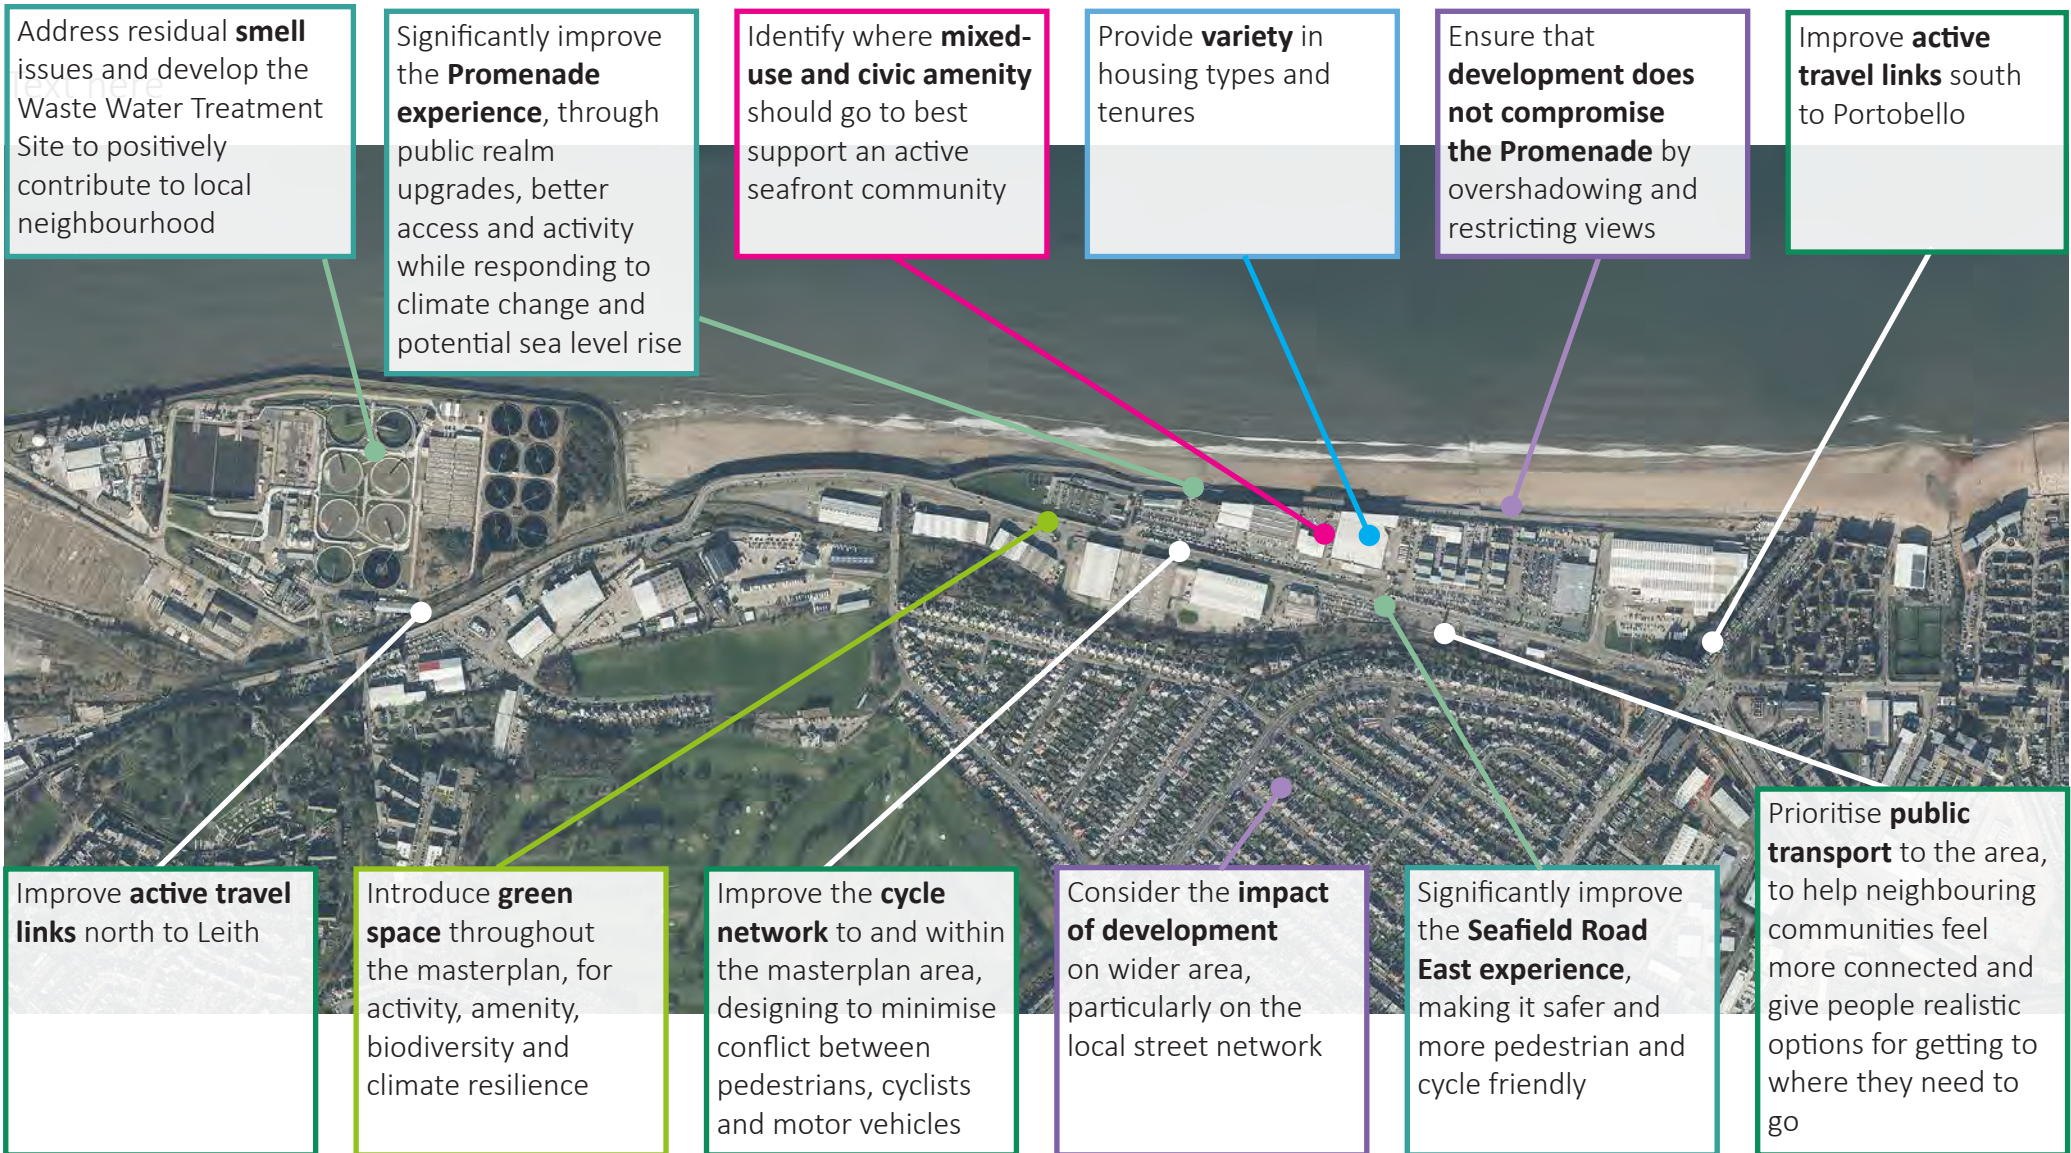 Address residual smell
issues and develop the
Waste Water Treatment
Site to positively
contribute to local
neighbourhood
Text here
Significantly improve
the Promenade
experience, through
public realm
upgrades, better
access and activity
while responding to
climate change and
potential sea level rise
Identify where mixed-
use and civic amenity
should go to best
support an active
seafront community
Provide variety in
housing types and
tenures
Ensure that
development does
not compromise
the Promenade by
overshadowing and
restricting views
Improve active
travel links south
to Portobello
Improve active travel
links north to Leith
Introduce green
space throughout
the masterplan, for
activity, amenity,
biodiversity and
climate resilience
Improve the cycle
network to and within
the masterplan area,
designing to minimise
conflict between
pedestrians, cyclists
and motor vehicles
Consider the impact
of development
on wider area,
particularly on the
local street network
Significantly improve
the Seafield Road
East experience,
making it safer and
more pedestrian and
cycle friendly
Prioritise public
transport to the area,
to help neighbouring
communities feel
more connected and
give people realistic
options for getting to
where they need to
go